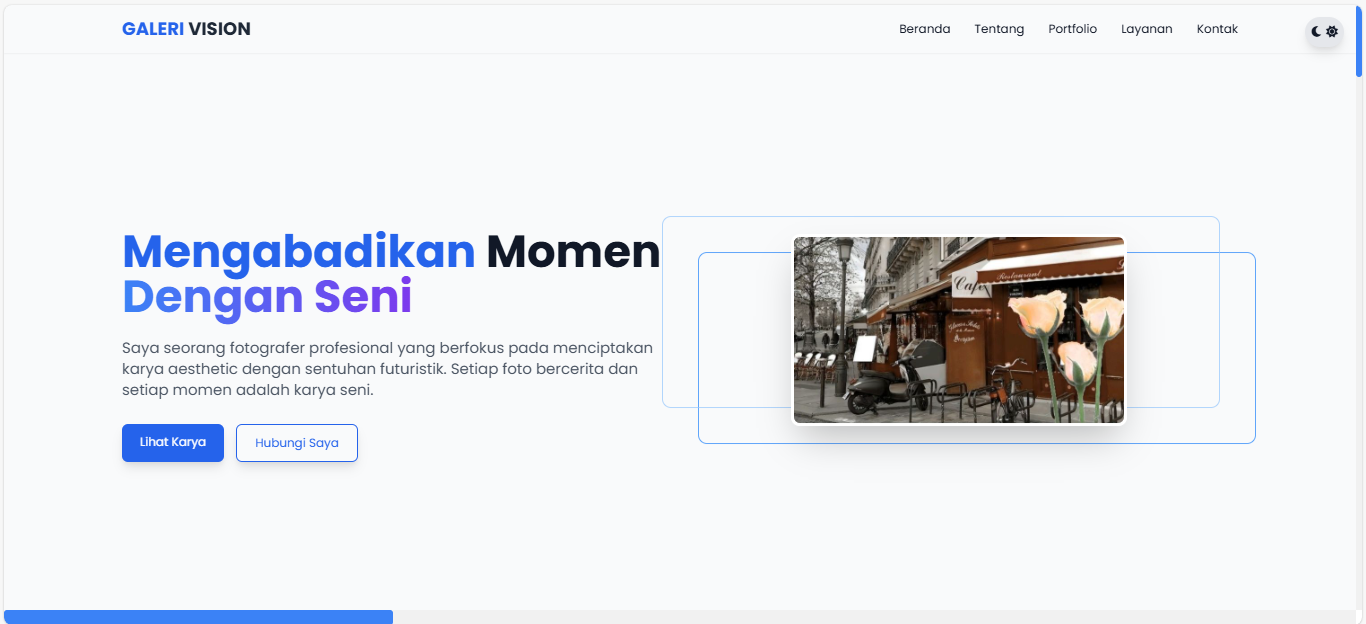 GALERI VISION
Beranda Tentang Portfolio Layanan Kontak
Mengabadikan Momen
Dengan Seni
Saya seorang fotografer profesional yang berfokus pada menciptakan
karya aesthetic dengan sentuhan futuristik. Setiap foto bercerita dan
setiap momen adalah karya seni.
Lihat Karya
Hubungi Saya
Restaurant
Café